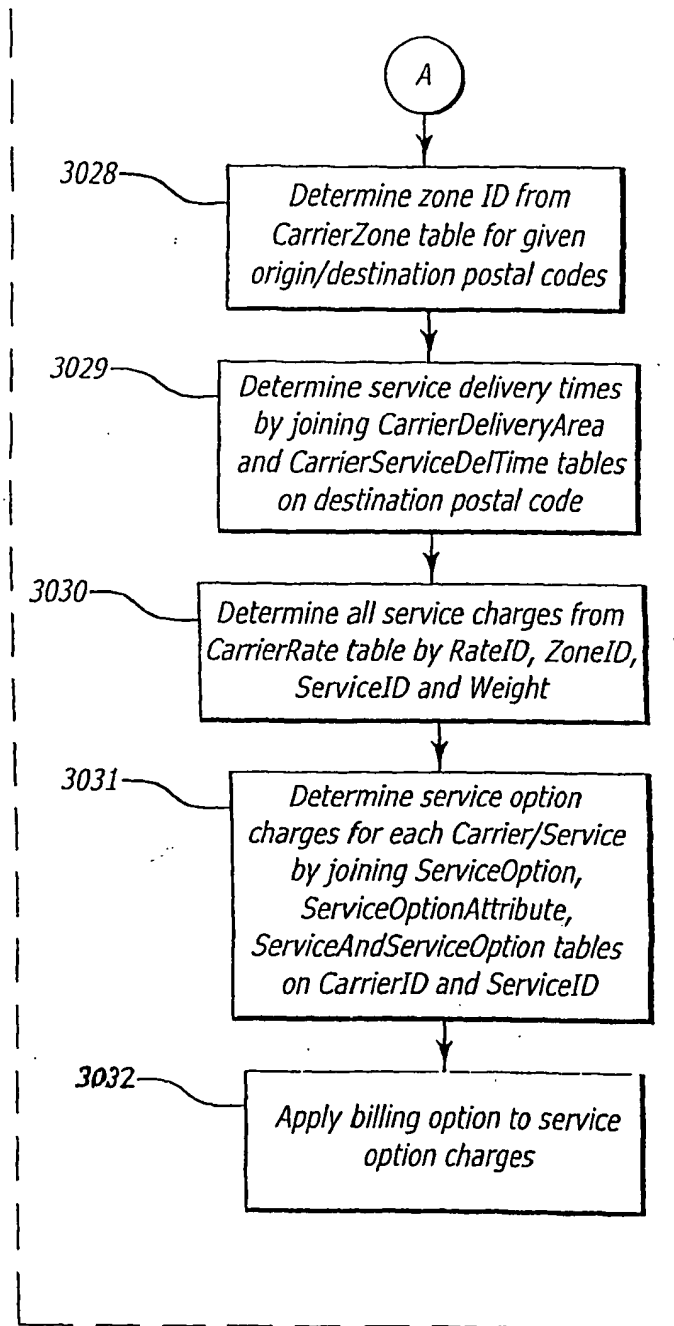 A
3028
Determine zone ID from
CarrierZone table for given
origin/destination postal codes
3029
Determine service delivery times
by joining CarrierDeliveryArea
and CarrierServiceDelTime tables
on destination postal code
3030
Determine all service charges from
CarrierRate table by RateID, ZoneID,
ServiceID and Weight
3031
Determine service option
charges for each Carrier/Service
by joining ServiceOption,
ServiceOptionAttribute,
ServiceAndServiceOption tables
on CarrierID and ServiceID
3032
Apply billing option to service
option charges